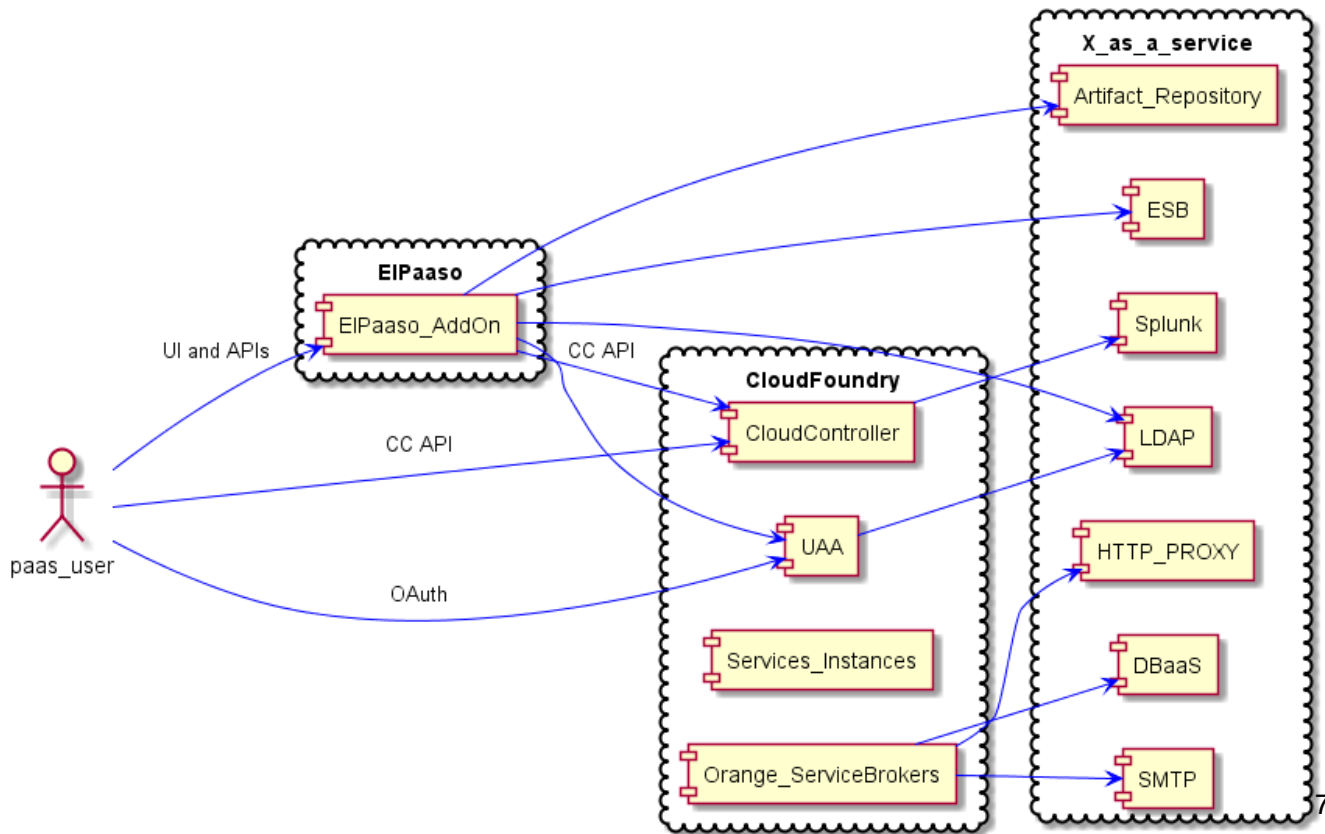 X_as_a_service
Artifact_Repository
ESB
ElPaaso
ElPaaso_AddOn
Splunk
UI and APIs
CC API
CloudFoundry
CloudController
LDAP
CC API
paas_user
UAA
HTTP_PROXY
OAuth
Services_Instances
DBaaS
Orange_ServiceBrokers
SMTP
7